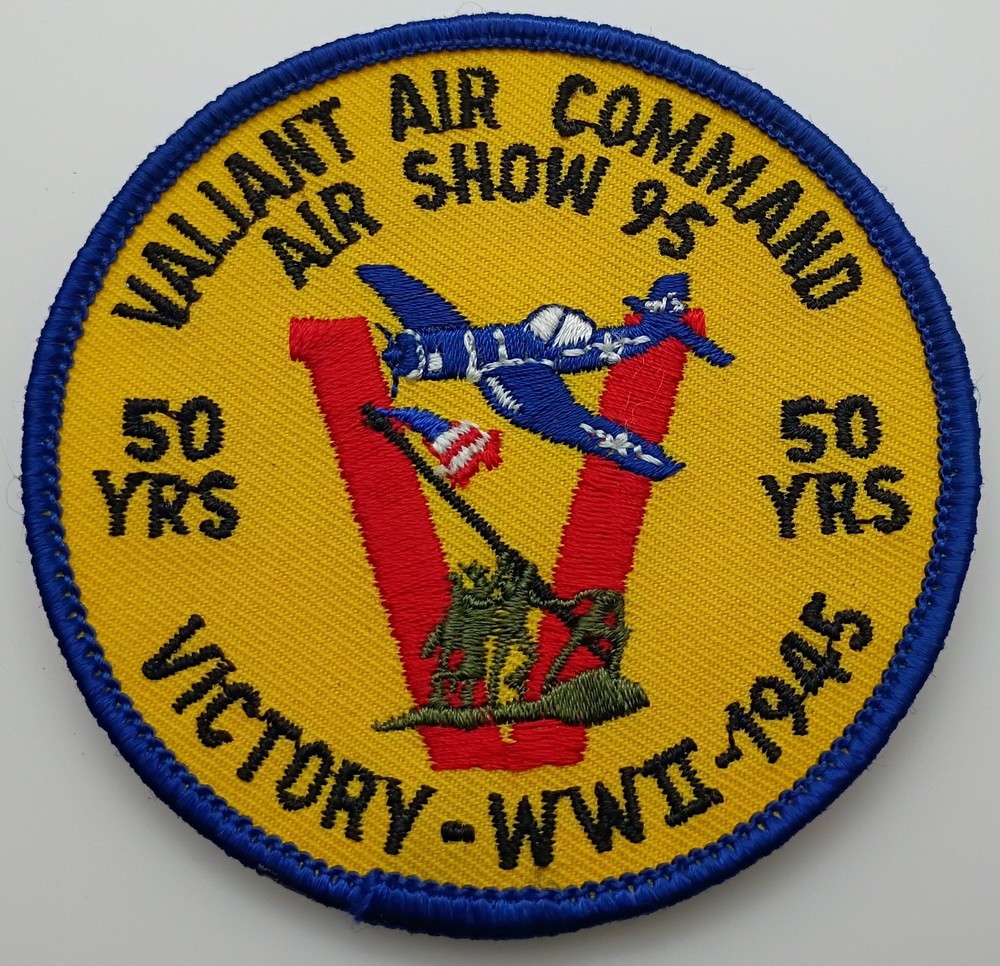 VALIANT AIR COMMAND
AIR SHOW 95
50
YRS
50
YRS
VICTORY-WWII-1945